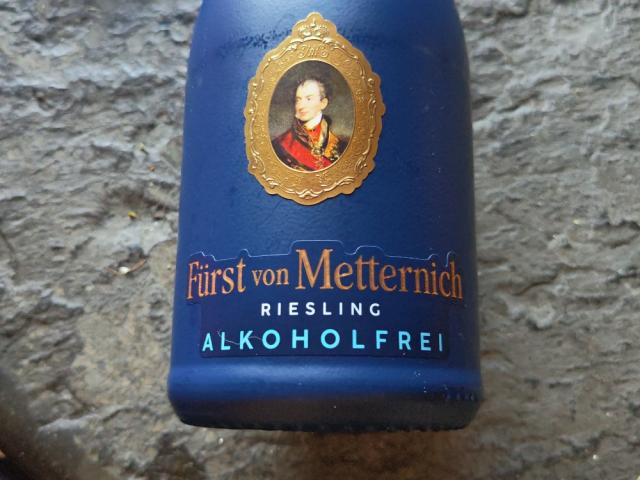 Fürst von Metternich
RIESLING
ALKOHOLFREI